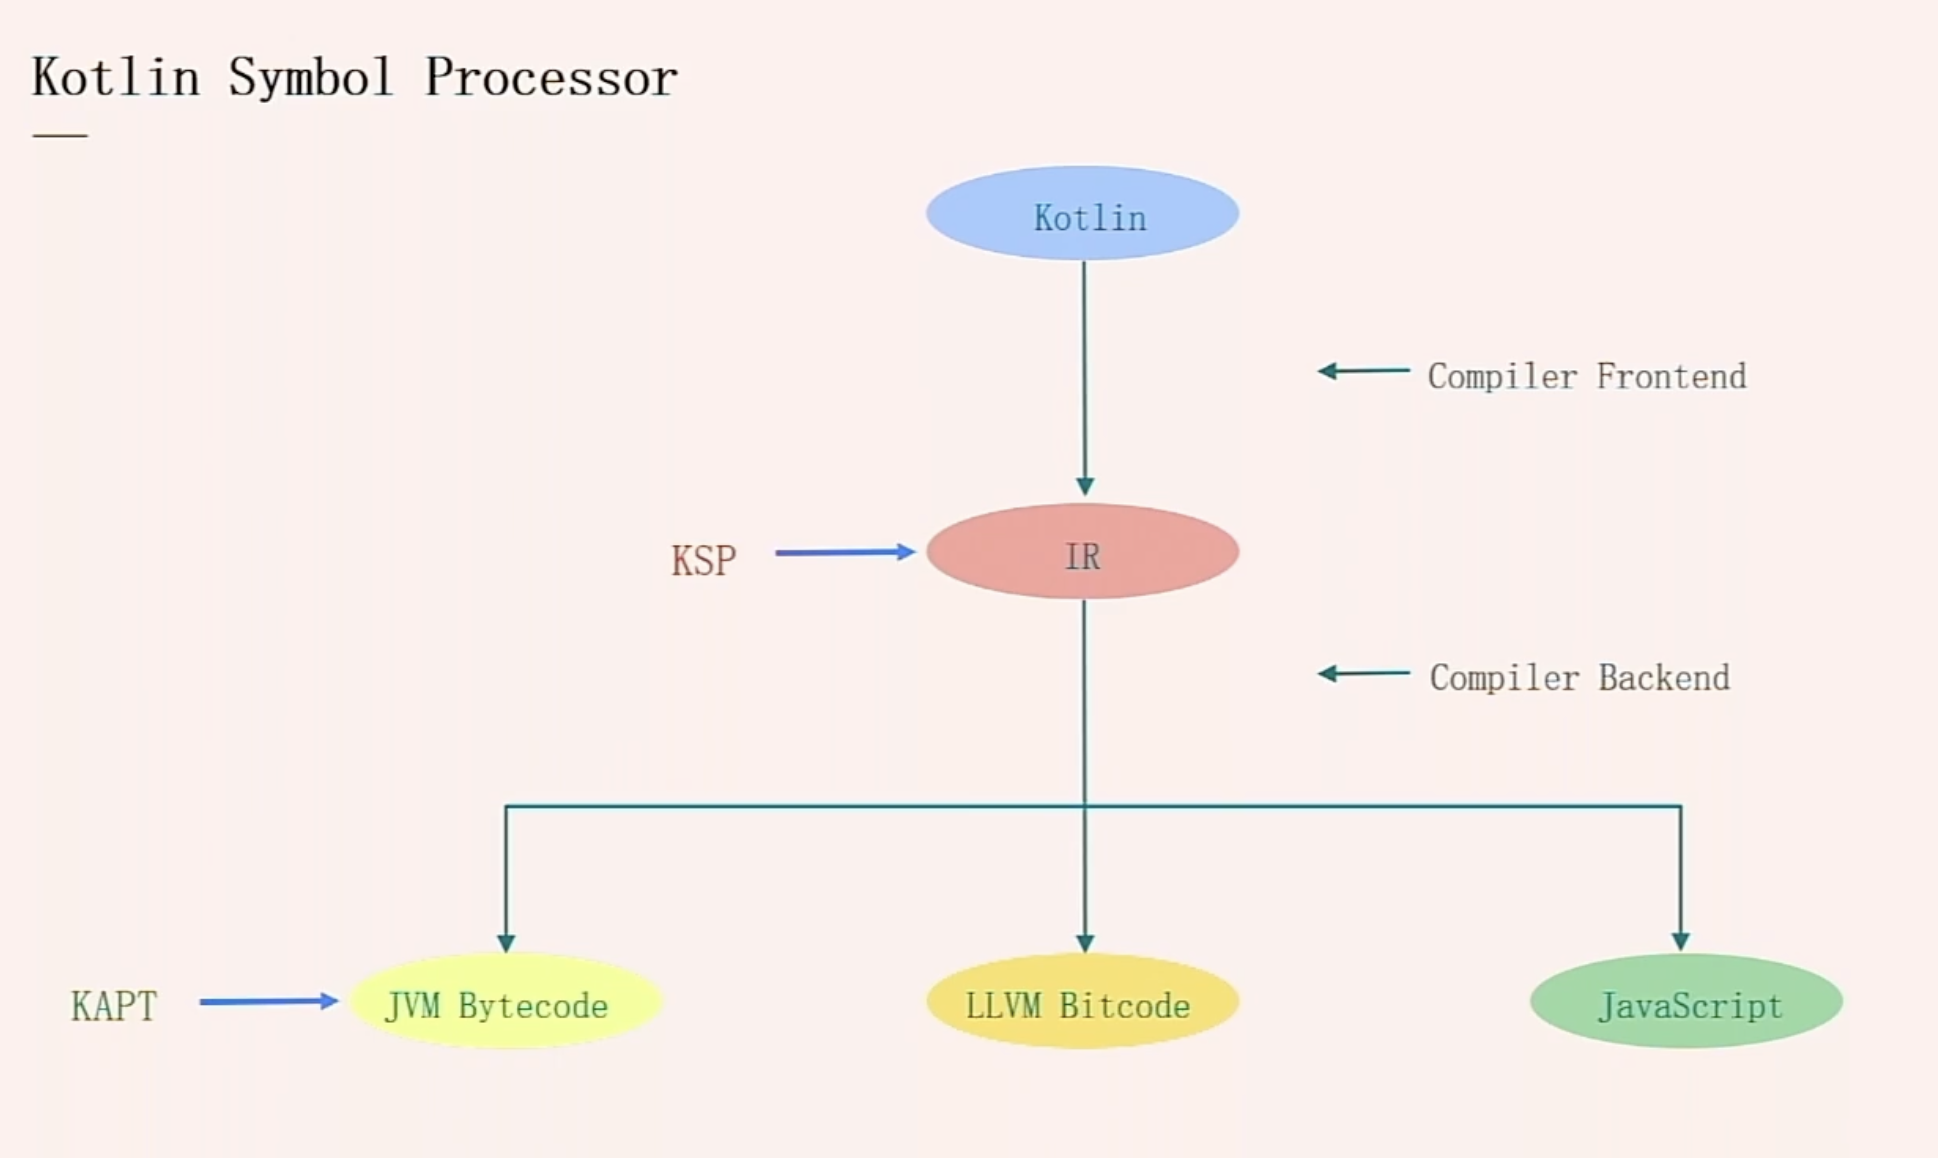 Kotlin Symbol Processor
Kotlin
Compiler Frontend
KSP
IR
Compiler Backend
KAPT
JVM Bytecode
LLVM Bitcode
JavaScript